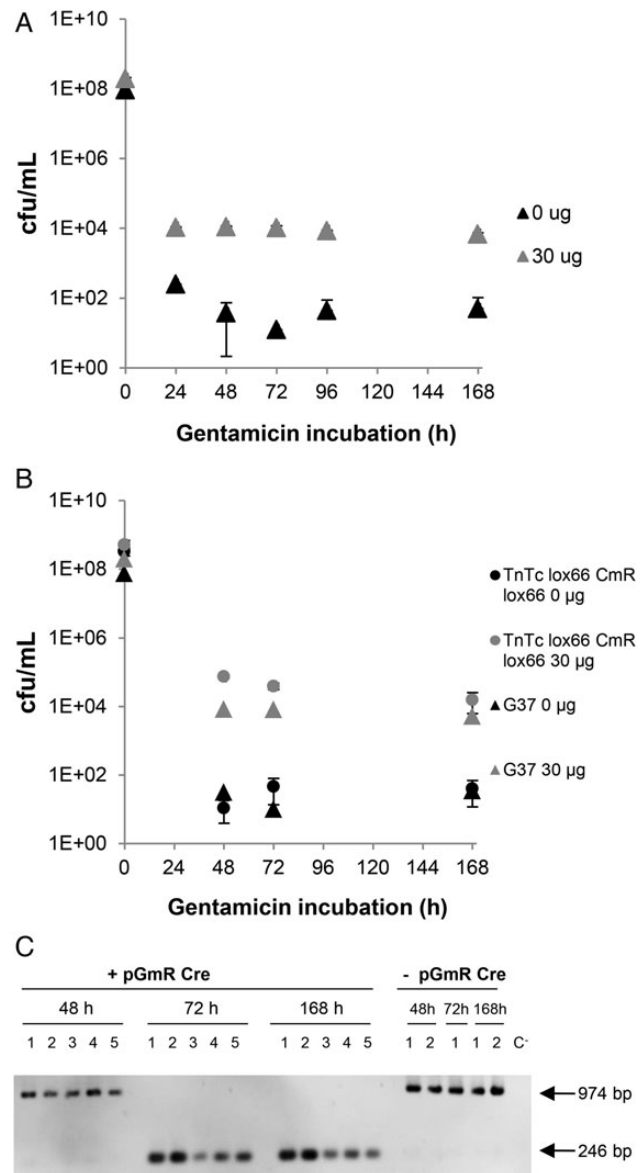 A
1E+10
1E+08
1E+06
1E+04
1E+02
1E+00
cfu/mL
0 24 48 72 96 120 144 168
Gentamicin incubation (h)
0 ug
30 ug
B
1E+10
1E+08
1E+06
1E+04
1E+02
1E+00
cfu/mL
0 24 48 72 96 120 144 168
Gentamicin incubation (h)
TnTc lox66 CmR
lox66 0 µg
TnTc lox66 CmR
lox66 30 µg
G37 0 µg
G37 30 µg
C
+ pGmR Cre - pGmR Cre
48 h 72 h 168 h 48h 72h 168h
1 2 3 4 5 1 2 3 4 5 1 2 3 4 5 1 2 1 1 2 C-
974 bp
246 bp